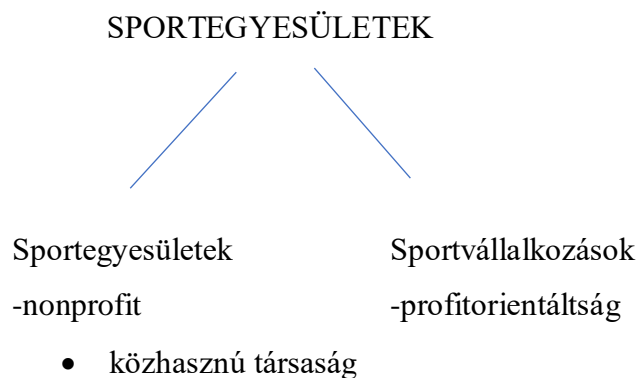 SPORTEGYESÜLETEK
Sportegyesületek
-nonprofit
• közhasznú társaság
Sportvállalkozások
-profitorientáltság